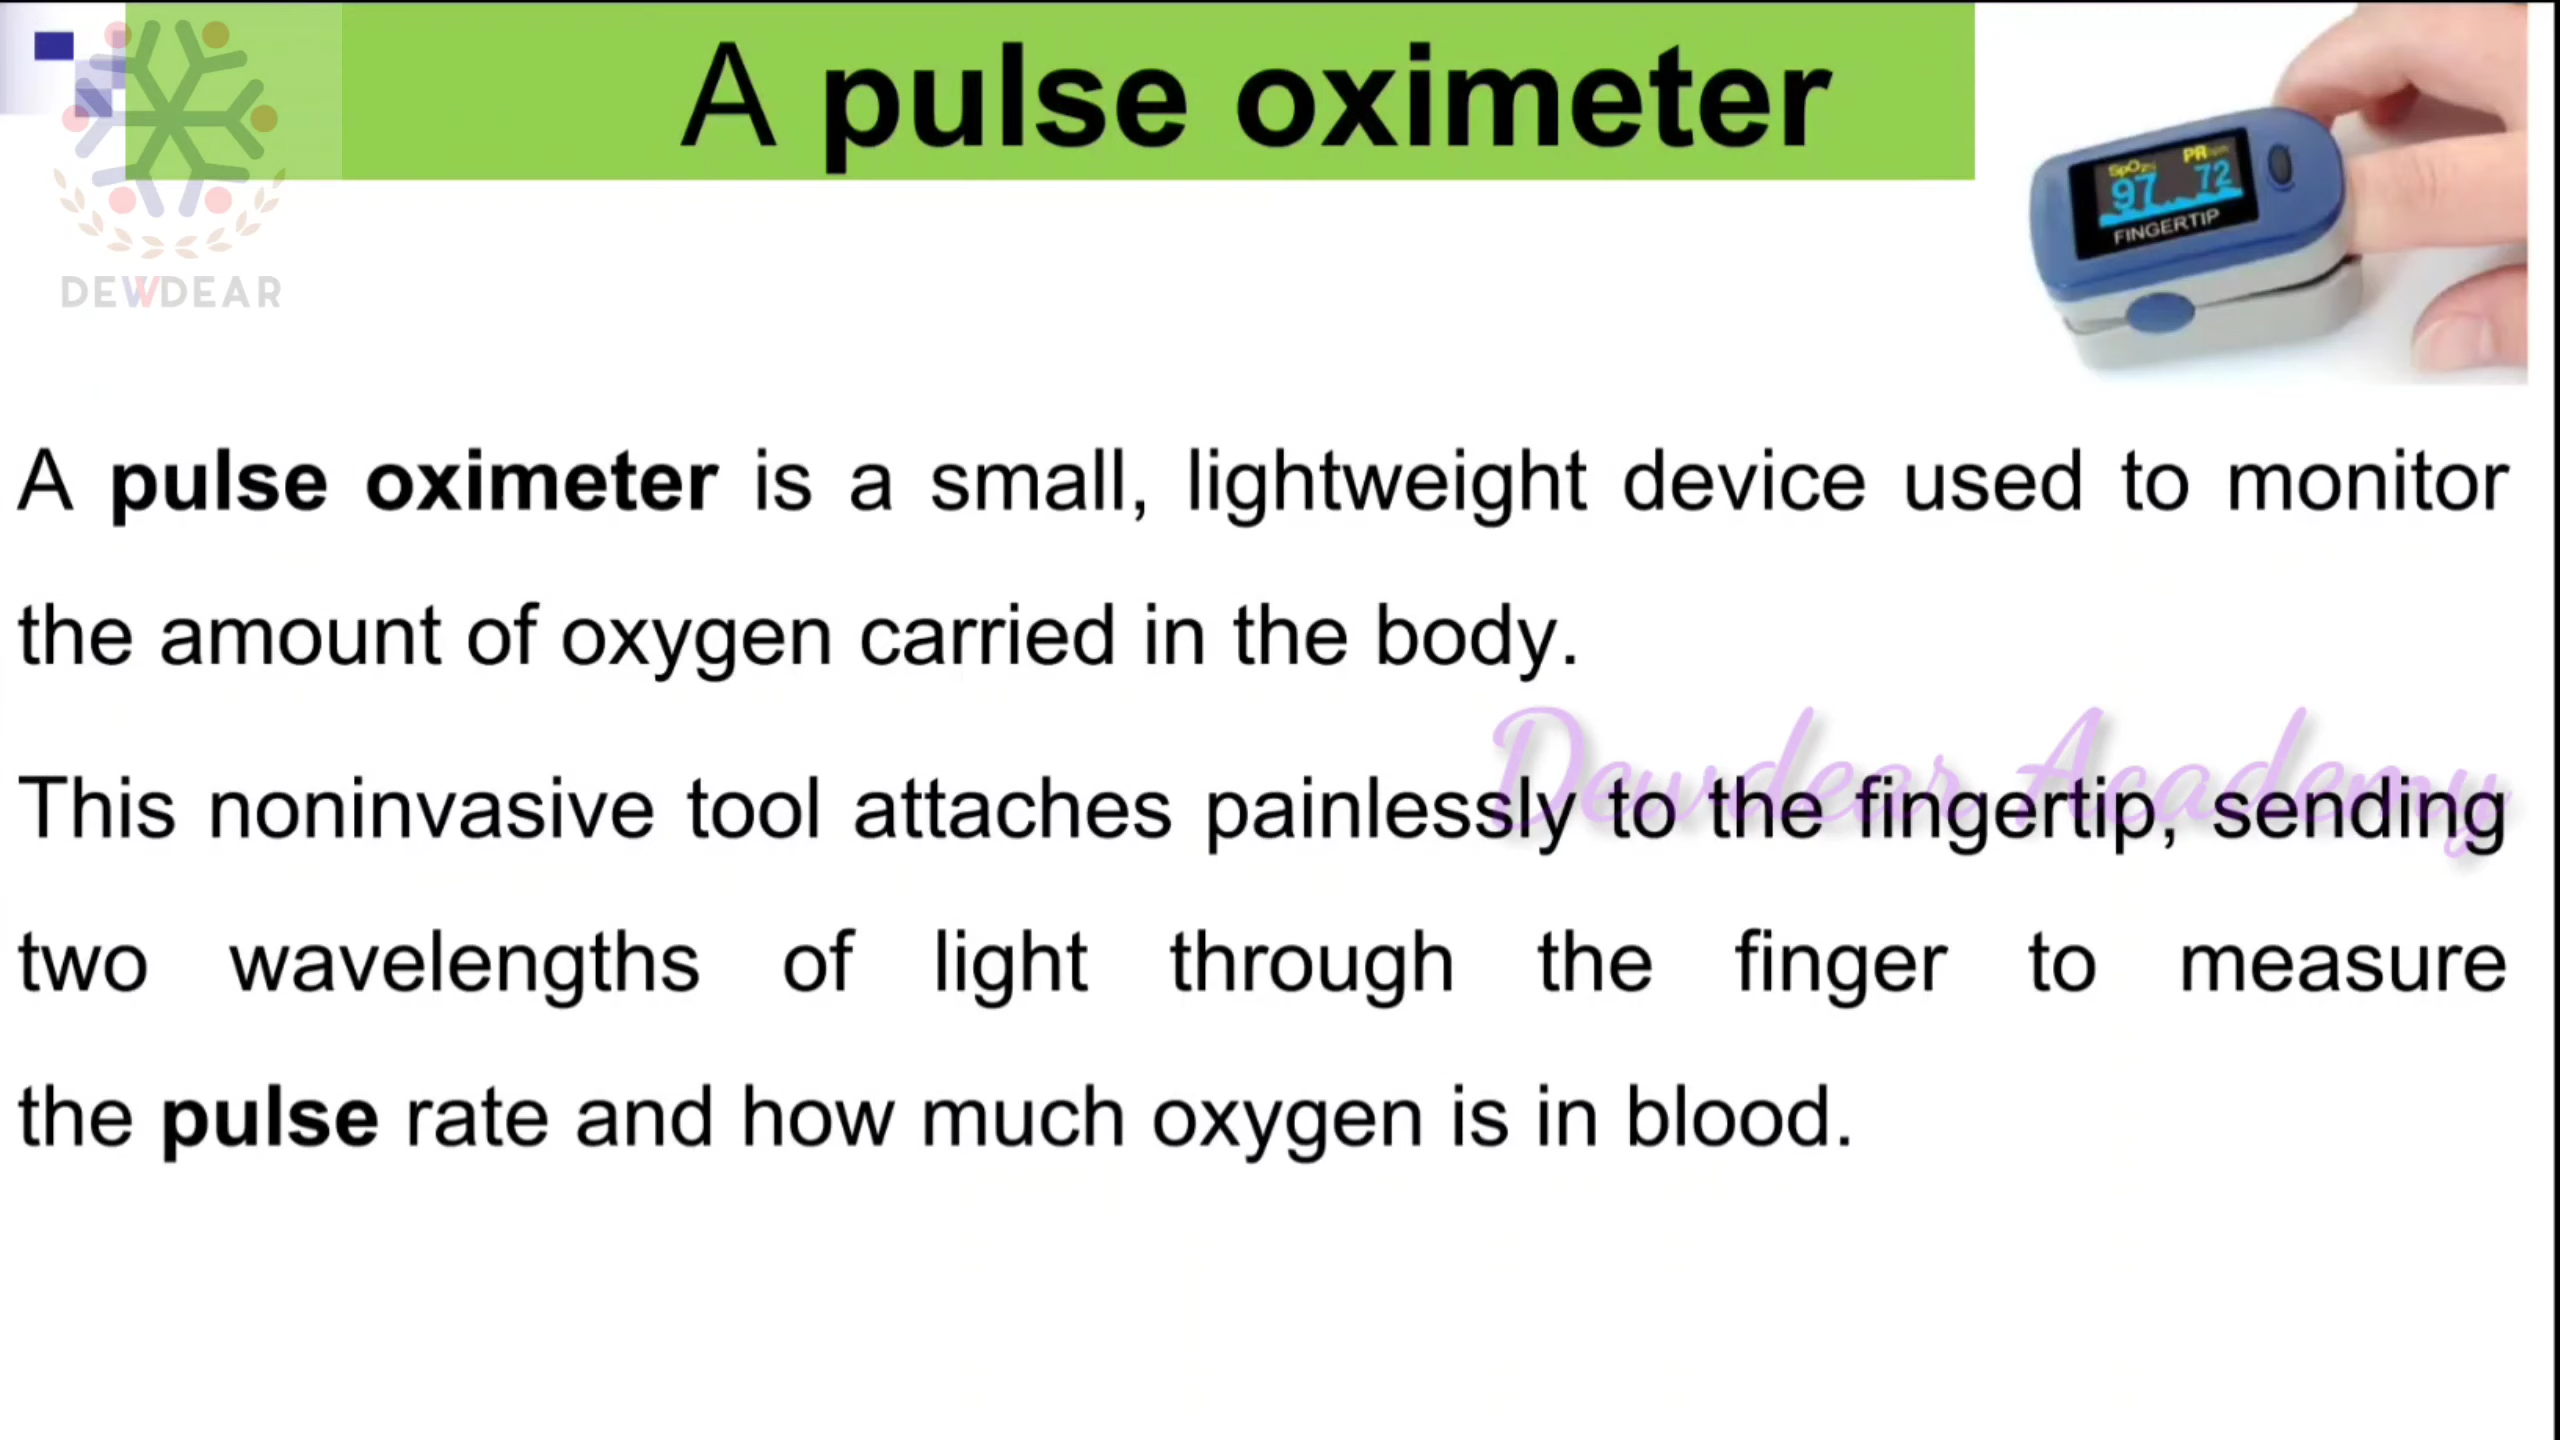 A pulse oximeter
SpO2%
PRbpm
97 72
FINGERTIP
DEWDEAR
A pulse oximeter is a small, lightweight device used to monitor
the amount of oxygen carried in the body.
Dewdear Academy
This noninvasive tool attaches painlessly to the fingertip, sending
two wavelengths of light through the finger to measure
the pulse rate and how much oxygen is in blood.